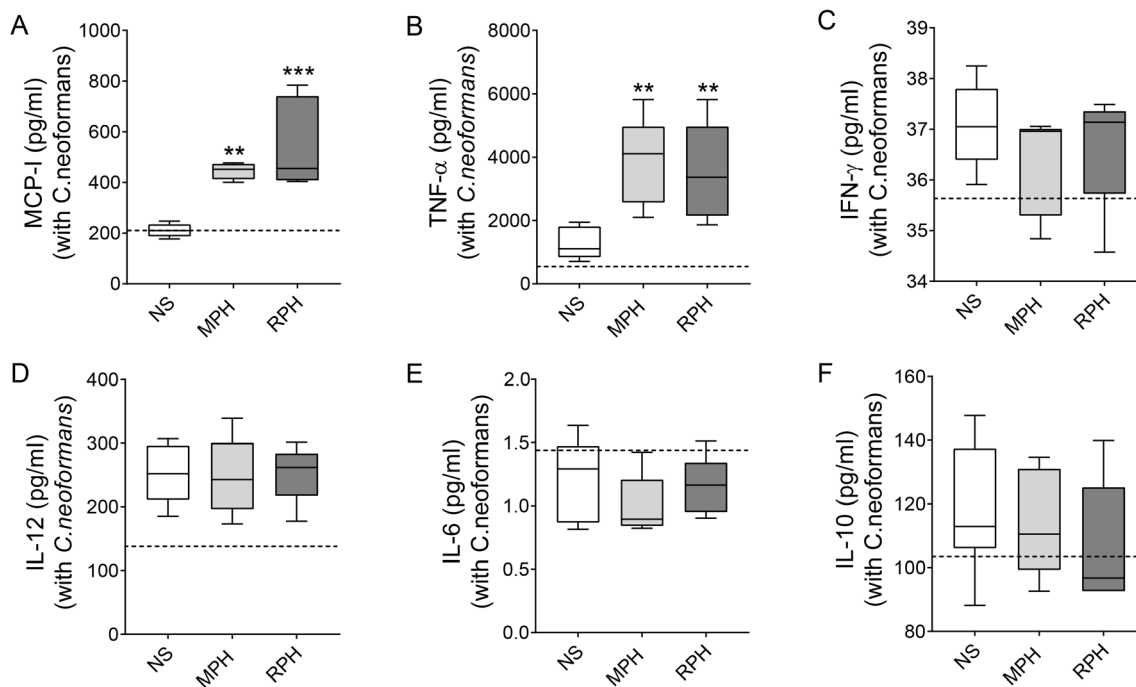 A
MCP-I (pg/ml)
(with C.neoformans)
1000
800
600
400
200
0
**
***
NS
MPH
RPH
B
TNF-α (pg/ml)
(with C.neoformans)
8000
6000
4000
2000
0
**
**
NS
MPH
RPH
C
IFN-γ (pg/ml)
(with C.neoformans)
39
38
37
36
35
34
NS
MPH
RPH
D
IL-12 (pg/ml)
(with C.neoformans)
400
300
200
250
100
0
NS
MPH
RPH
E
IL-6 (pg/ml)
(with C.neoformans)
2.0
1.5
1.0
0.5
0.0
NS
MPH
RPH
F
IL-10 (pg/ml)
(with C.neoformans)
160
140
120
100
80
NS
MPH
RPH